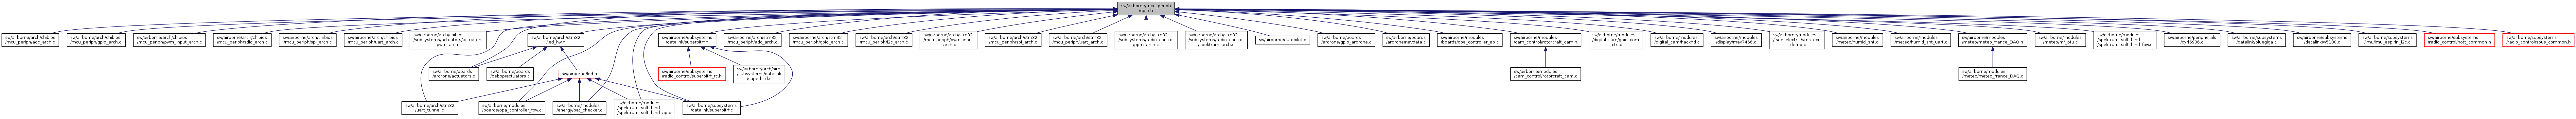 sw/airborne/mcu_periph
/gpio.h
sw/airborne/arch/chibios
/mcu_periph/adc_arch.c
sw/airborne/arch/chibios
/mcu_periph/gpio_arch.c
sw/airborne/arch/chibios
/mcu_periph/pwm_input_arch.c
sw/airborne/arch/chibios
/mcu_periph/sdio_arch.c
sw/airborne/arch/chibios
/mcu_periph/spi_arch.c
sw/airborne/arch/chibios
/mcu_periph/uart_arch.c
sw/airborne/arch/chibios
/subsystems/actuators/actuators
_pwm_arch.c
sw/airborne/arch/stm32
/led_hw.h
sw/airborne/subsystems
/datalink/superbitrf.h
sw/airborne/arch/stm32
/mcu_periph/adc_arch.c
sw/airborne/arch/stm32
/mcu_periph/gpio_arch.c
sw/airborne/arch/stm32
/mcu_periph/i2c_arch.c
sw/airborne/arch/stm32
/mcu_periph/pwm_input
_arch.c
sw/airborne/arch/stm32
/mcu_periph/spi_arch.c
sw/airborne/arch/stm32
/mcu_periph/uart_arch.c
sw/airborne/arch/stm32
/subsystems/radio_control
/ppm_arch.c
sw/airborne/arch/stm32
/subsystems/radio_control
/spektrum_arch.c
sw/airborne/autopilot.c
sw/airborne/boards
/ardrone/gpio_ardrone.c
sw/airborne/boards
/ardrone/navdata.c
sw/airborne/modules
/boards/opa_controller_ap.c
sw/airborne/modules
/cam_control/rotorcraft_cam.h
sw/airborne/modules
/digital_cam/gpio_cam
_ctrl.c
sw/airborne/modules
/digital_cam/hackhd.c
sw/airborne/modules
/display/max7456.c
sw/airborne/modules
/fsae_electric/vms_ecu
_demo.c
sw/airborne/modules
/meteo/humid_sht.c
sw/airborne/modules
/meteo/humid_sht_uart.c
sw/airborne/modules
/meteo/meteo_france_DAQ.h
sw/airborne/modules
/meteo/mf_ptu.c
sw/airborne/modules
/spektrum_soft_bind
/spektrum_soft_bind_fbw.c
sw/airborne/peripherals
/cyrf6936.c
sw/airborne/subsystems
/datalink/bluegiga.c
sw/airborne/subsystems
/datalink/w5100.c
sw/airborne/subsystems
/imu/imu_aspirin_i2c.c
sw/airborne/subsystems
/radio_control/hott_common.h
sw/airborne/subsystems
/radio_control/sbus_common.h
sw/airborne/boards
/ardrone/actuators.c
sw/airborne/boards
/bebop/actuators.c
sw/airborne/led.h
sw/airborne/subsystems
/radio_control/superbitrf_rc.h
sw/airborne/arch/sim
/subsystems/datalink
/superbitrf.c
sw/airborne/modules
/cam_control/rotorcraft_cam.c
sw/airborne/modules
/meteo/meteo_france_DAQ.c
sw/airborne/arch/stm32
/uart_tunnel.c
sw/airborne/modules
/boards/opa_controller_fbw.c
sw/airborne/modules
/energy/bat_checker.c
sw/airborne/modules
/spektrum_soft_bind
/spektrum_soft_bind_ap.c
sw/airborne/subsystems
/datalink/superbitrf.c